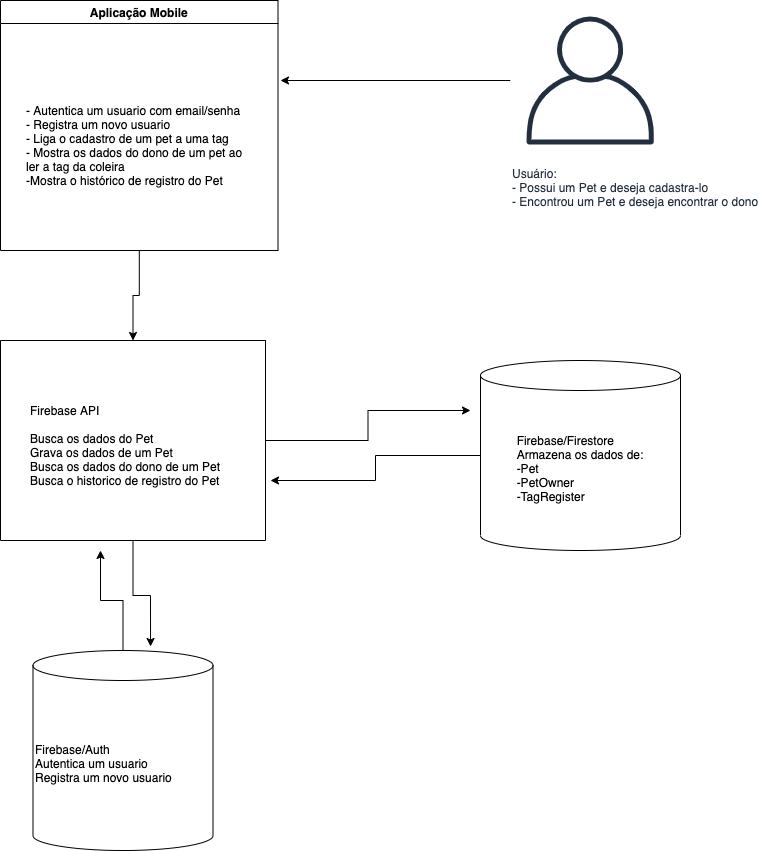 Aplicação Mobile
- Autentica um usuario com email/senha
- Registra um novo usuario
- Liga o cadastro de um pet a uma tag
- Mostra os dados do dono de um pet ao
ler a tag da coleira
-Mostra o histórico de registro do Pet
Usuário:
- Possui um Pet e deseja cadastra-lo
- Encontrou um Pet e deseja encontrar o dono
Firebase API
Busca os dados do Pet
Grava os dados de um Pet
Busca os dados do dono de um Pet
Busca o historico de registro do Pet
Firebase/Firestore
Armazena os dados de:
-Pet
-PetOwner
-TagRegister
Firebase/Auth
Autentica um usuario
Registra um novo usuario